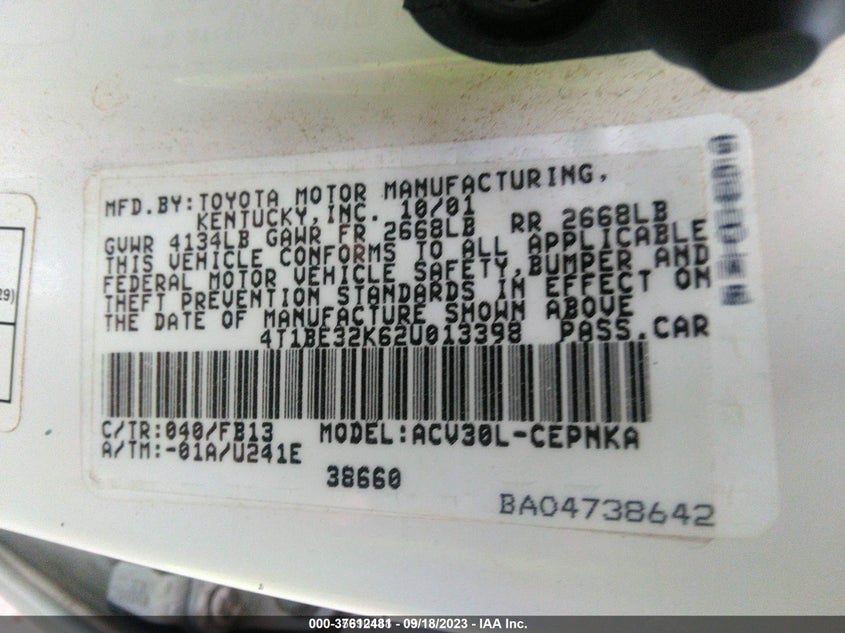 MFD.BY:TOYOTA MOTOR MANUFACTURING,
KENTUCKY,INC. 10/01
GVWR 4134LB GAWR FR 2668LB RR 2668LB
THIS VEHICLE CONFORMS TO ALL APPLICABLE
FEDERAL MOTOR VEHICLE SAFETY,BUMPER AND
THEFT PREVENTION STANDARDS IN EFFECT ON
THE DATE OF MANUFACTURE SHOWN ABOVE
4T1BE32K62U013398 PASS.CAR
C/TR:040/FB13 MODEL:ACV30L-CEPNKA
A/TM:-01A/U241E
38660
BA04738642
29)
000-37612481 - 09/18/2023 - IAA Inc.